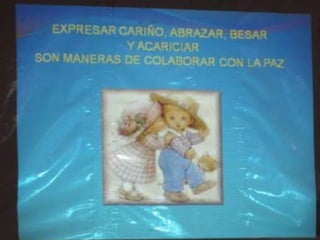 EXPRESAR CARIÑO, ABRAZAR, BESAR
Y ACARICIAR
SON MANERAS DE COLABORAR CON LA PAZ